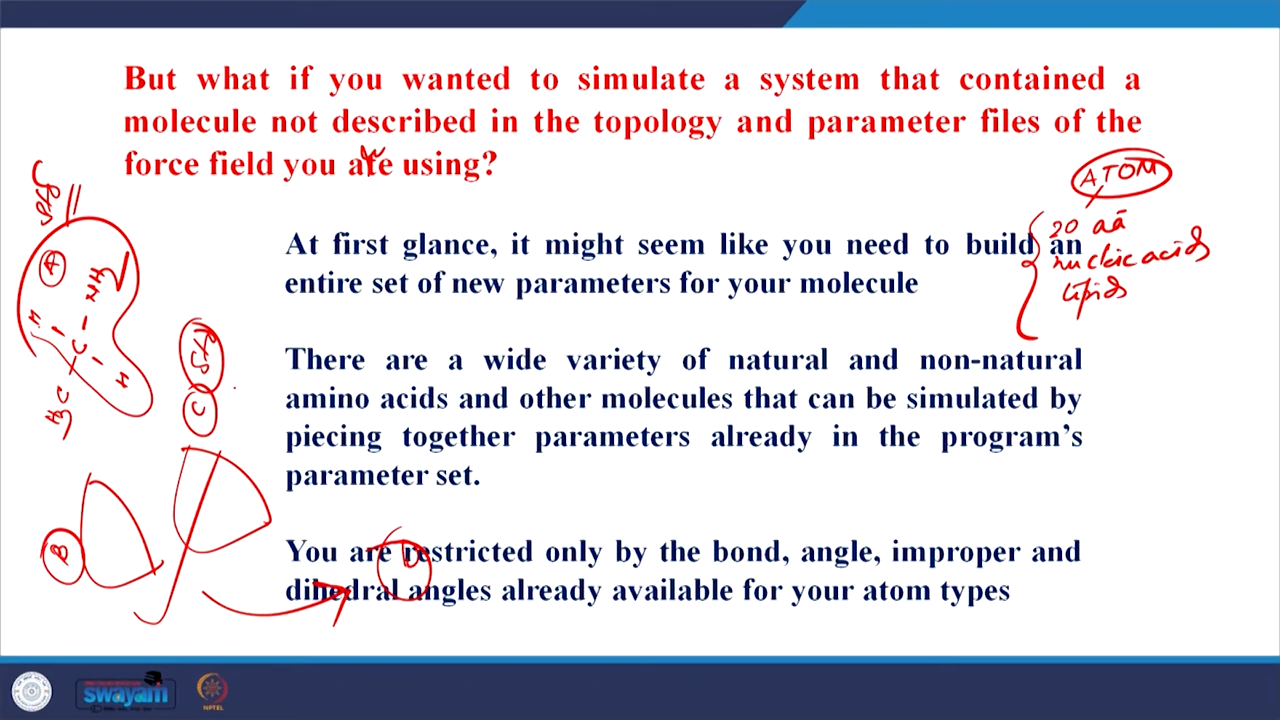 But what if you wanted to simulate a system that contained a
molecule not described in the topology and parameter files of the
force field you are using?
ATOM
20 aā
nucleic acids
lipids
At first glance, it might seem like you need to build an
entire set of new parameters for your molecule
There are a wide variety of natural and non-natural
amino acids and other molecules that can be simulated by
piecing together parameters already in the program's
parameter set.
You are restricted only by the bond, angle, improper and
dihedral angles already available for your atom types
A
H
C
NH2
H
H3C
C
B
D
swayam
NPTEL